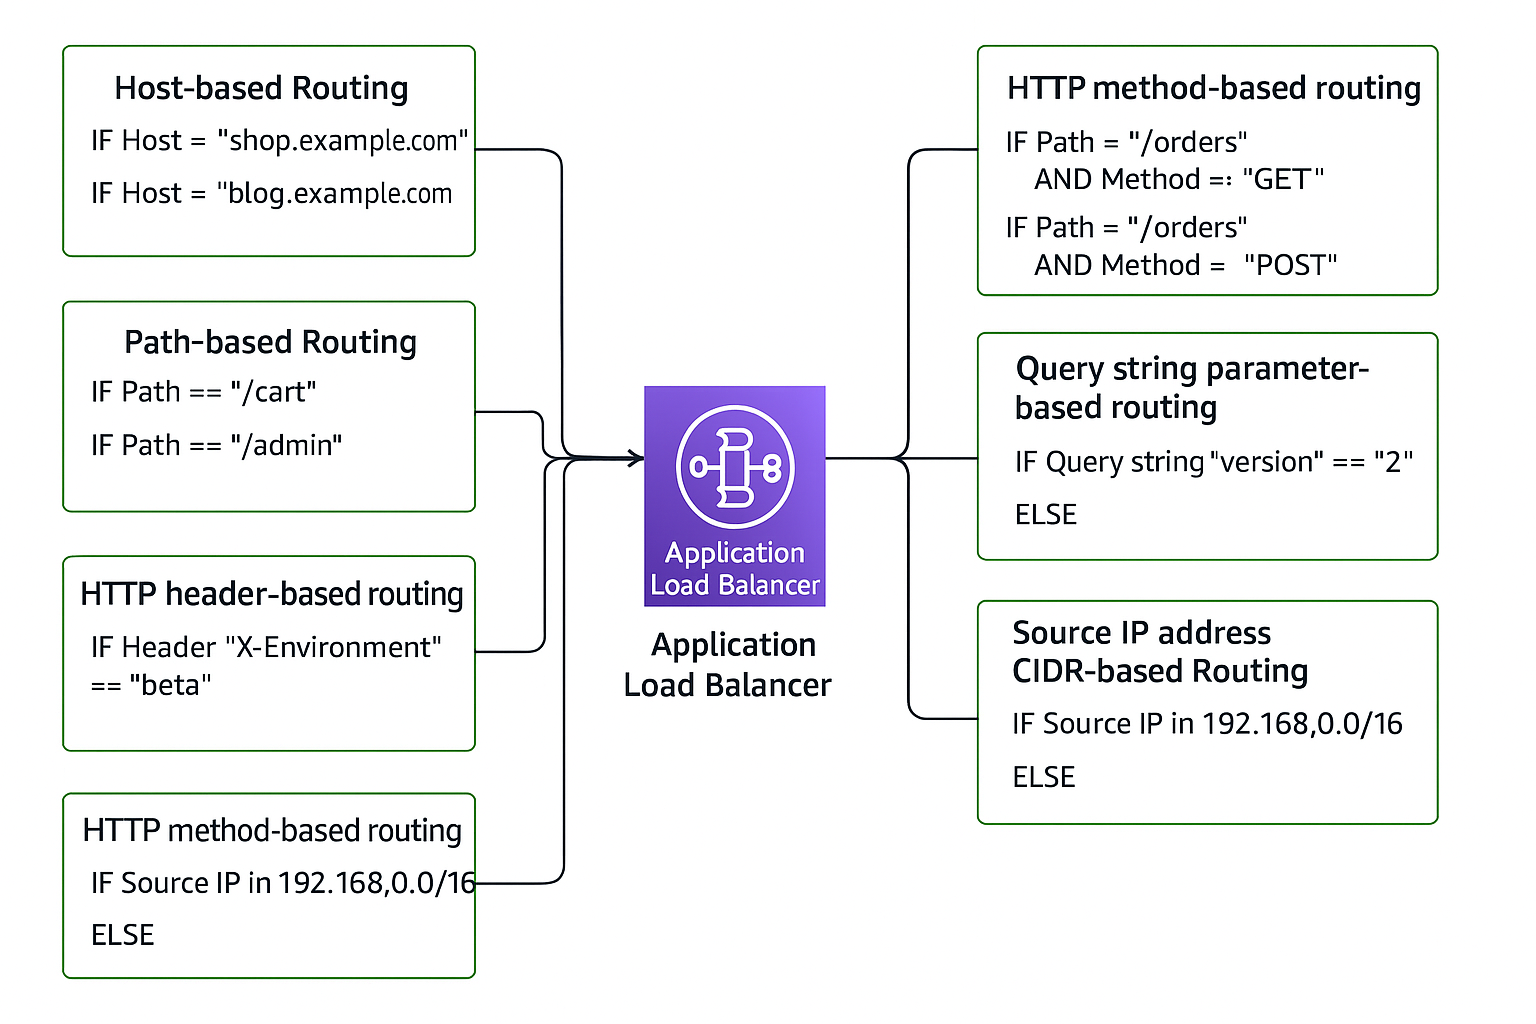 Host-based Routing
IF Host = "shop.example.com"
IF Host = "blog.example.com
Path-based Routing
IF Path == "/cart"
IF Path == "/admin"
HTTP header-based routing
IF Header "X-Environment"
== "beta"
HTTP method-based routing
IF Source IP in 192.168,0.0/16
ELSE
Application
Load Balancer
Application
Load Balancer
HTTP method-based routing
IF Path = "/orders"
AND Method =: "GET"
IF Path = "/orders"
AND Method = "POST"
Query string parameter-
based routing
IF Query string "version" == "2"
ELSE
Source IP address
CIDR-based Routing
IF Source IP in 192.168,0.0/16
ELSE